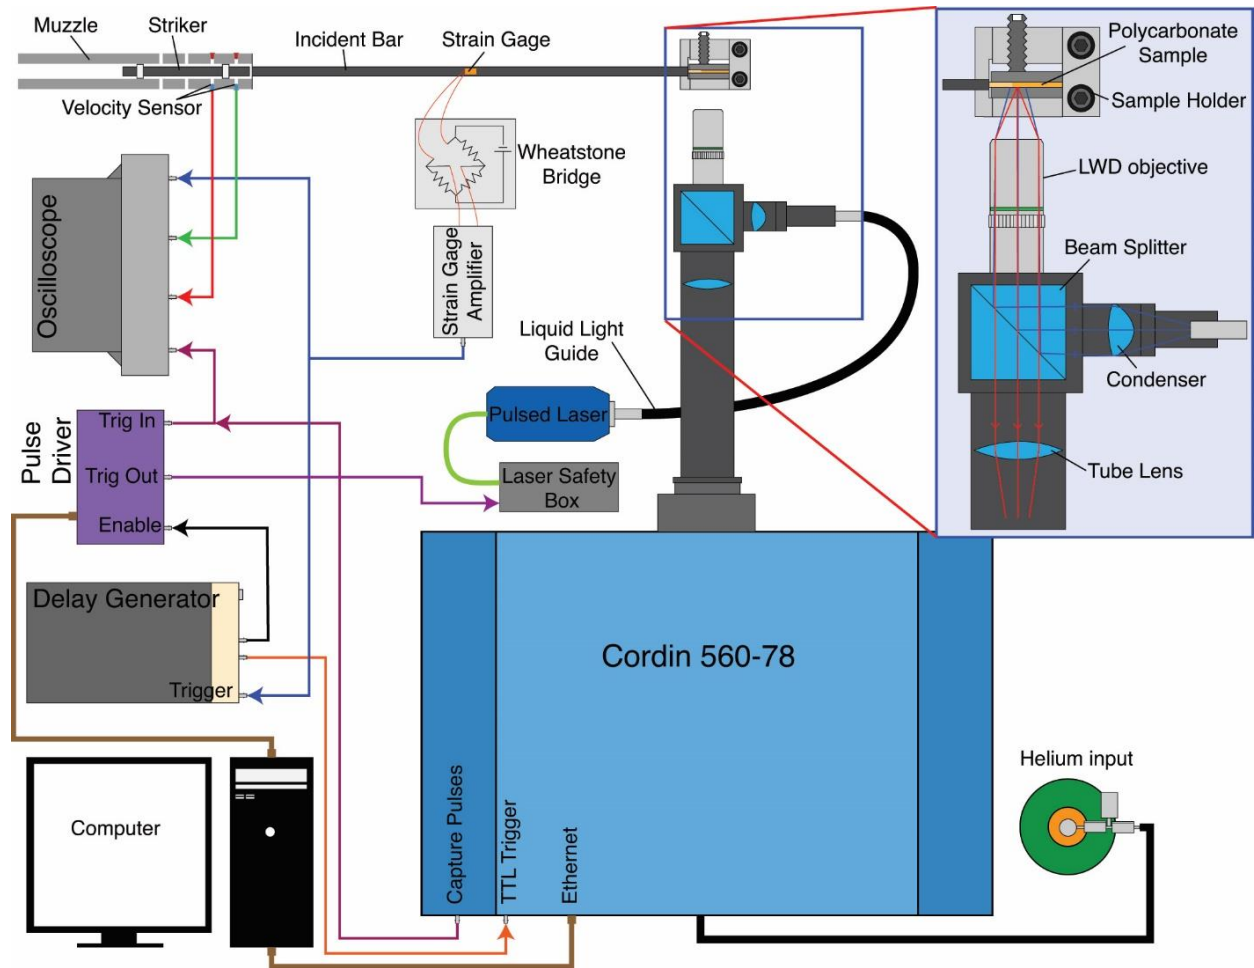 Muzzle
Striker
Incident Bar
Strain Gage
Velocity Sensor
Wheatstone
Bridge
Oscilloscope
Strain Gage
Amplifier
Liquid Light
Guide
Pulsed Laser
Laser Safety
Box
Pulse
Driver
Trig In
Trig Out
Enable
Delay Generator
Trigger
Computer
Cordin 560-78
Capture Pulses
TTL Trigger
Ethernet
Helium input
Polycarbonate
Sample
Sample Holder
LWD objective
Beam Splitter
Condenser
Tube Lens